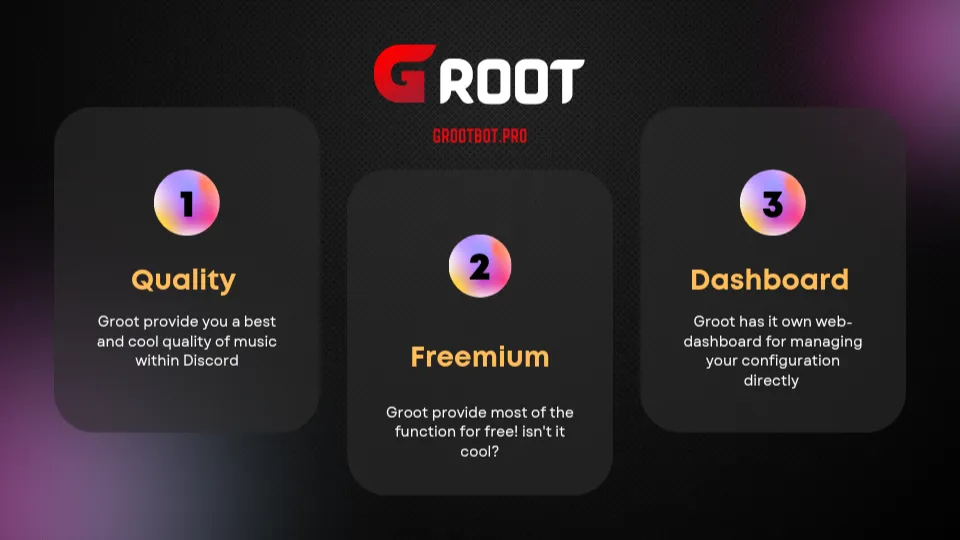 GROOT
GROOTBOT.PRO
1
Quality
Groot provide you a best
and cool quality of music
within Discord
2
Freemium
Groot provide most of the
function for free! isn't it
cool?
3
Dashboard
Groot has it own web-
dashboard for managing
your configuration
directly